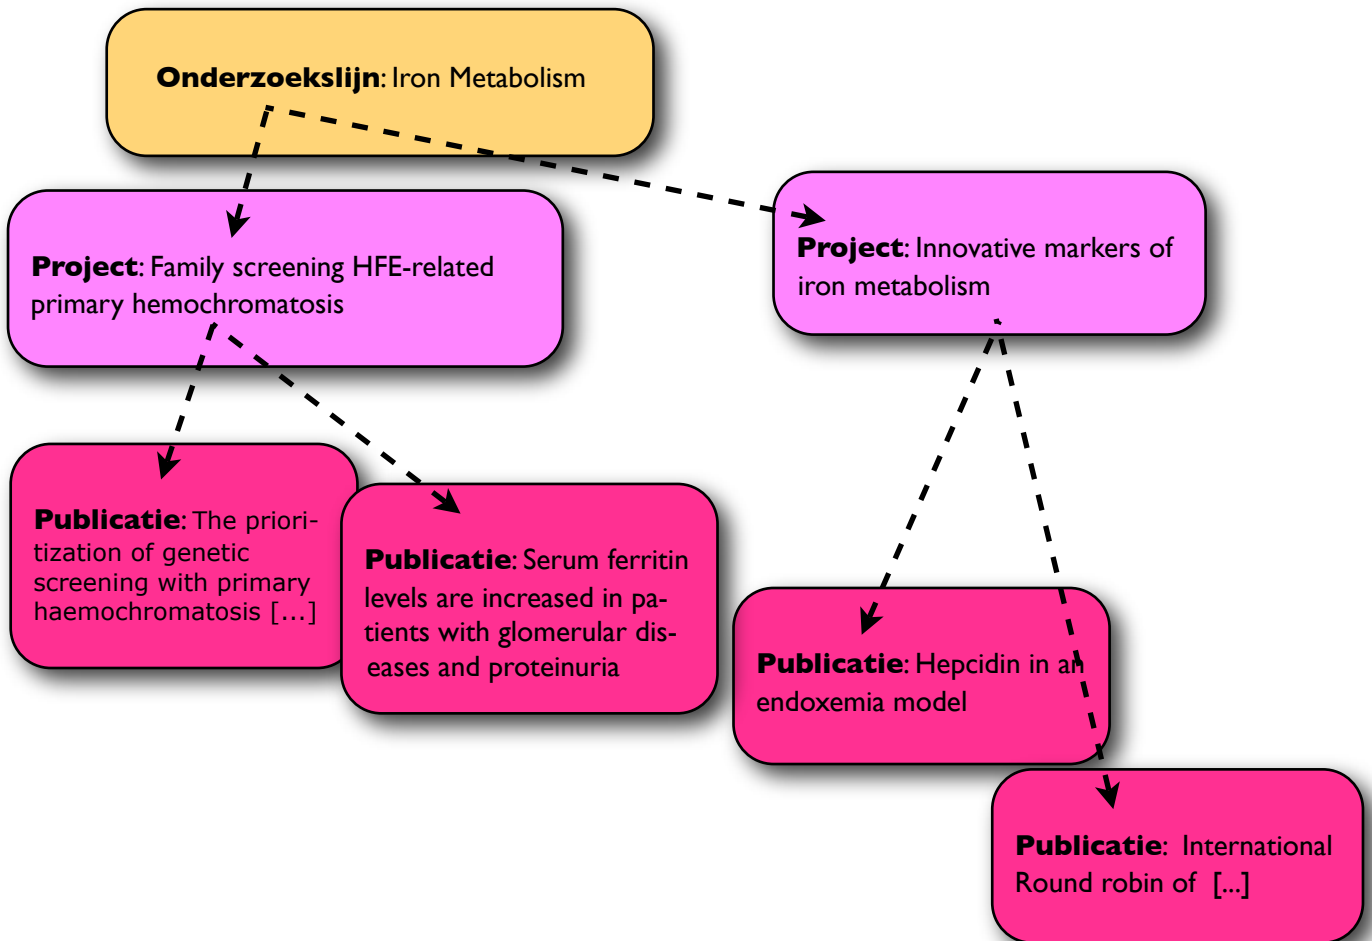 Onderzoekslijn: Iron Metabolism
Project: Family screening HFE-related
primary hemochromatosis
Project: Innovative markers of
iron metabolism
Publicatie: The priori-
tization of genetic
screening with primary
haemochromatosis [...]
Publicatie: Serum ferritin
levels are increased in pa-
tients with glomerular dis-
eases and proteinuria
Publicatie: Hepcidin in an
endoxemia model
Publicatie: International
Round robin of [...]